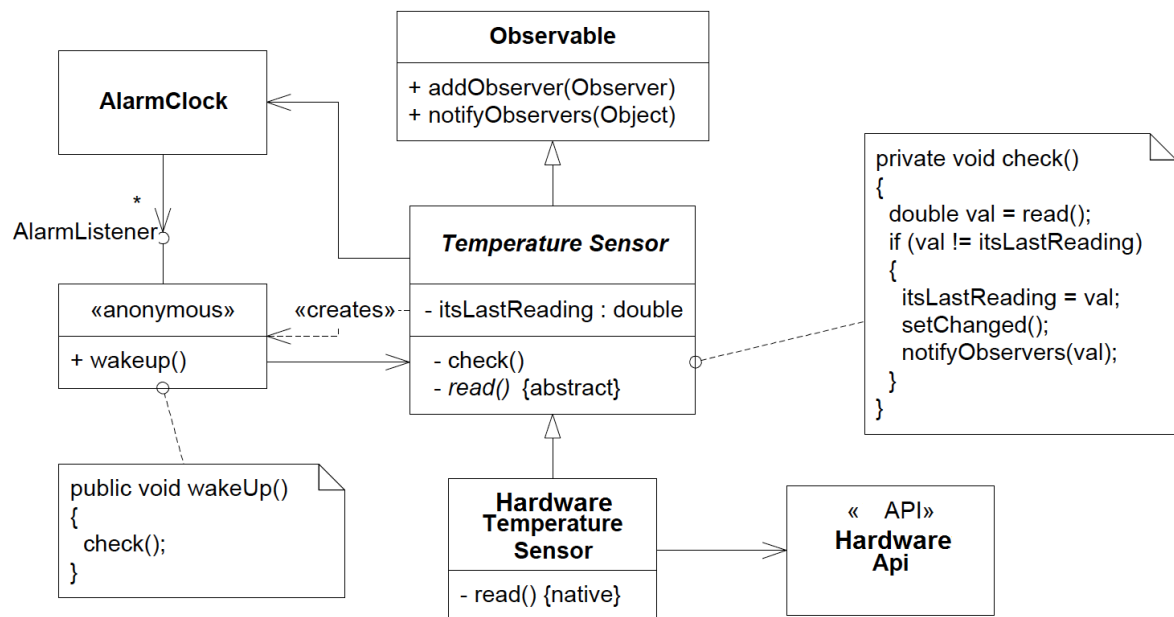 Observable
+ addObserver(Observer)
+ notifyObservers(Object)
AlarmClock
*
AlarmListener
«anonymous»
+ wakeup()
«creates»
Temperature Sensor
- itsLastReading : double
- check()
- read() {abstract}
private void check()
{
double val = read();
if (val != itsLastReading)
{
itsLastReading = val;
setChanged();
notifyObservers(val);
}
}
public void wakeUp()
{
check();
}
Hardware
Temperature
Sensor
- read() {native}
« API»
Hardware
Api